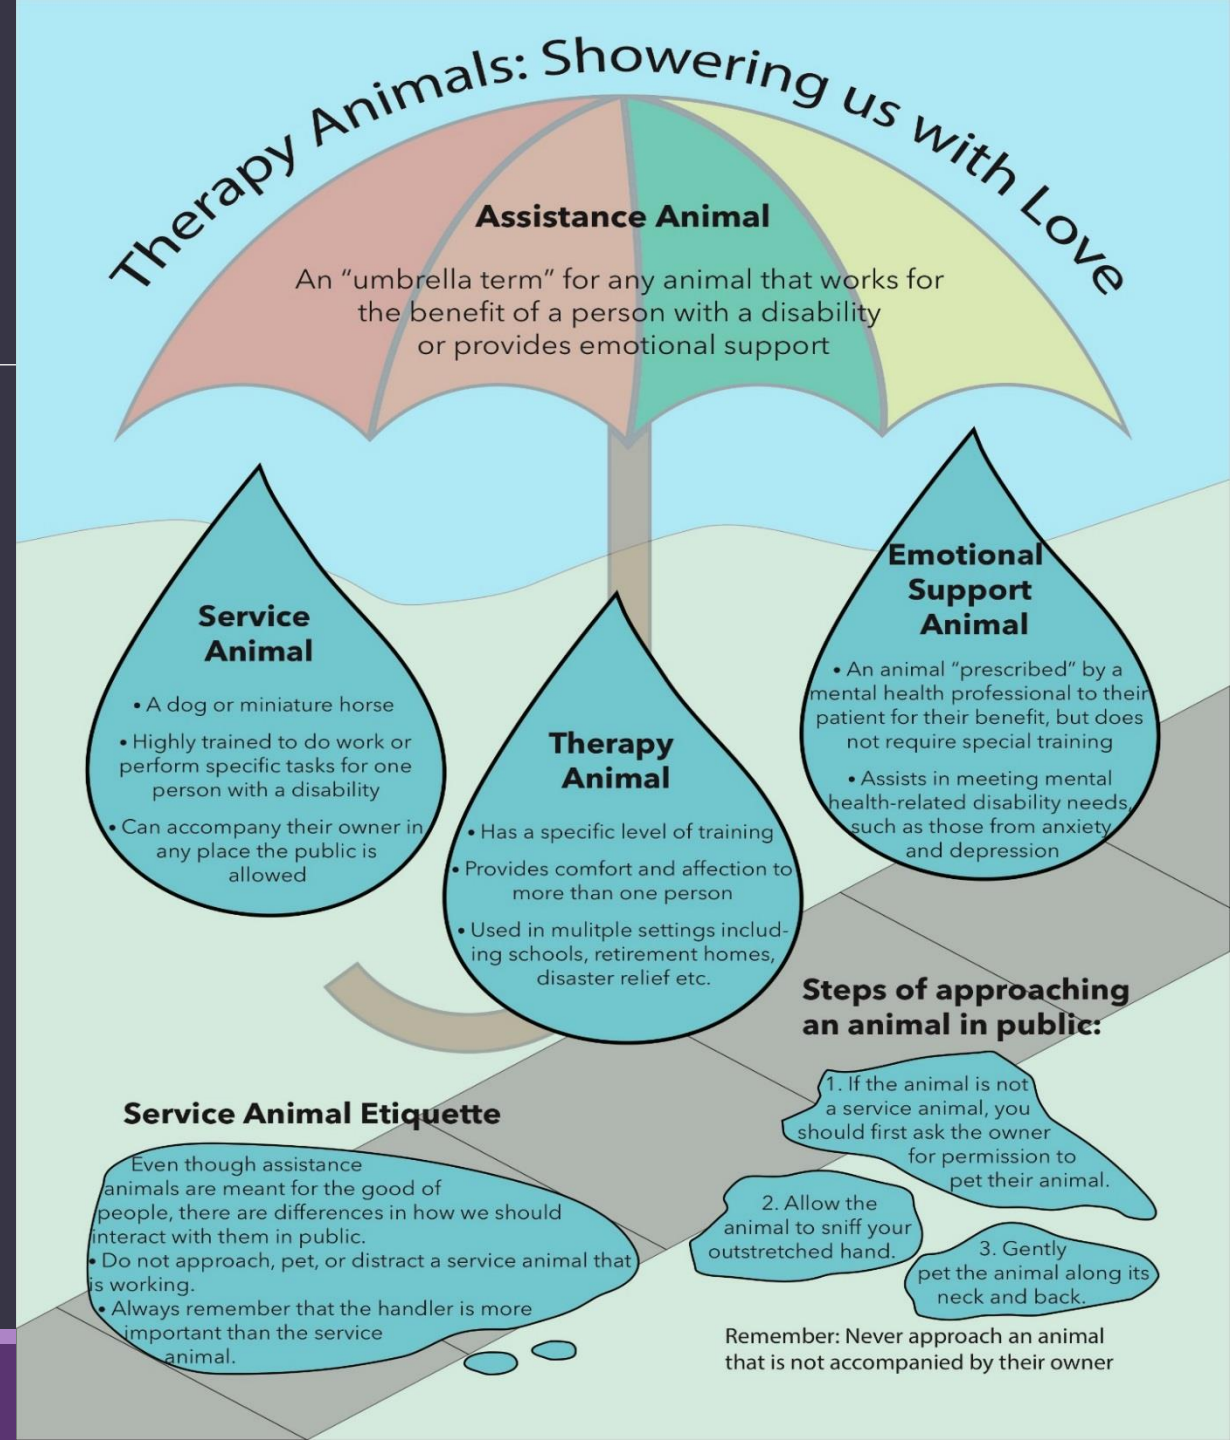 Therapy Animals: Showering us with Love
Assistance Animal
An “umbrella term” for any animal that works for
the benefit of a person with a disability
or provides emotional support
Service
Animal
• A dog or miniature horse
• Highly trained to do work or
perform specific tasks for one
person with a disability
• Can accompany their owner in
any place the public is
allowed
Therapy
Animal
• Has a specific level of training
• Provides comfort and affection to
more than one person
• Used in mulitple settings includ-
ing schools, retirement homes,
disaster relief etc.
Emotional
Support
Animal
• An animal “prescribed” by a
mental health professional to their
patient for their benefit, but does
not require special training
• Assists in meeting mental
health-related disability needs,
such as those from anxiety
and depression
Service Animal Etiquette
Even though assistance
animals are meant for the good of
people, there are differences in how we should
interact with them in public.
• Do not approach, pet, or distract a service animal that
is working.
• Always remember that the handler is more
important than the service
animal.
Steps of approaching
an animal in public:
1. If the animal is not
a service animal, you
should first ask the owner
for permission to
pet their animal.
2. Allow the
animal to sniff your
outstretched hand.
3. Gently
pet the animal along its
neck and back.
Remember: Never approach an animal
that is not accompanied by their owner